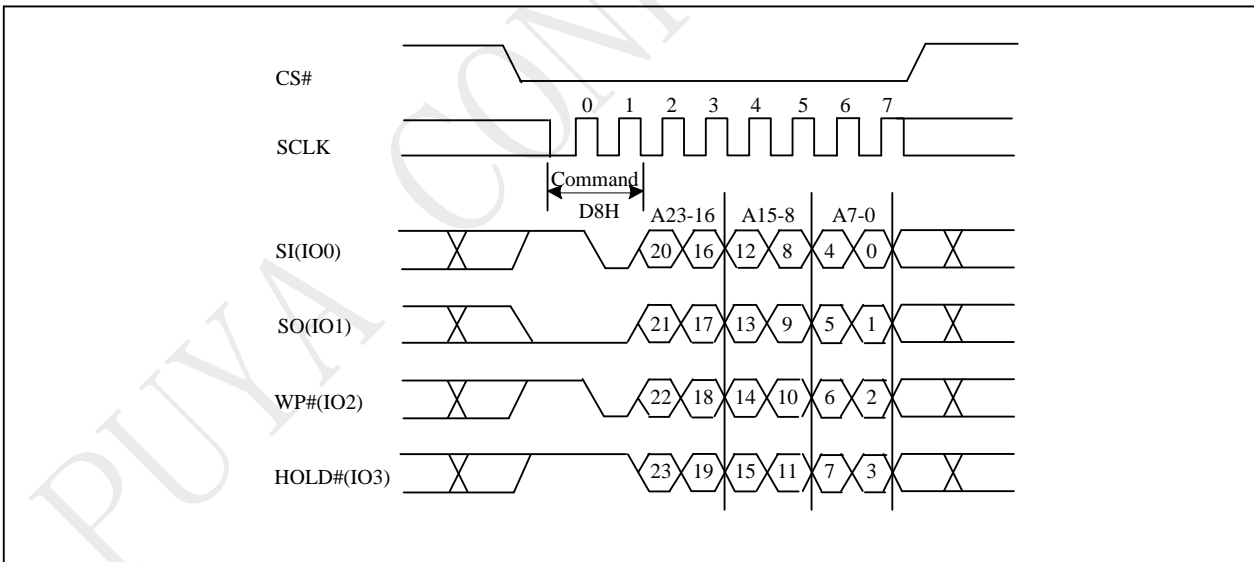 CS#
0 1 2 3 4 5 6 7
SCLK
Command
D8H
A23-16 A15-8 A7-0
SI(IO0) 20 16 12 8 4 0
SO(IO1) 21 17 13 9 5 1
WP#(IO2) 22 18 14 10 6 2
HOLD#(IO3) 23 19 15 11 7 3
PUYA CON